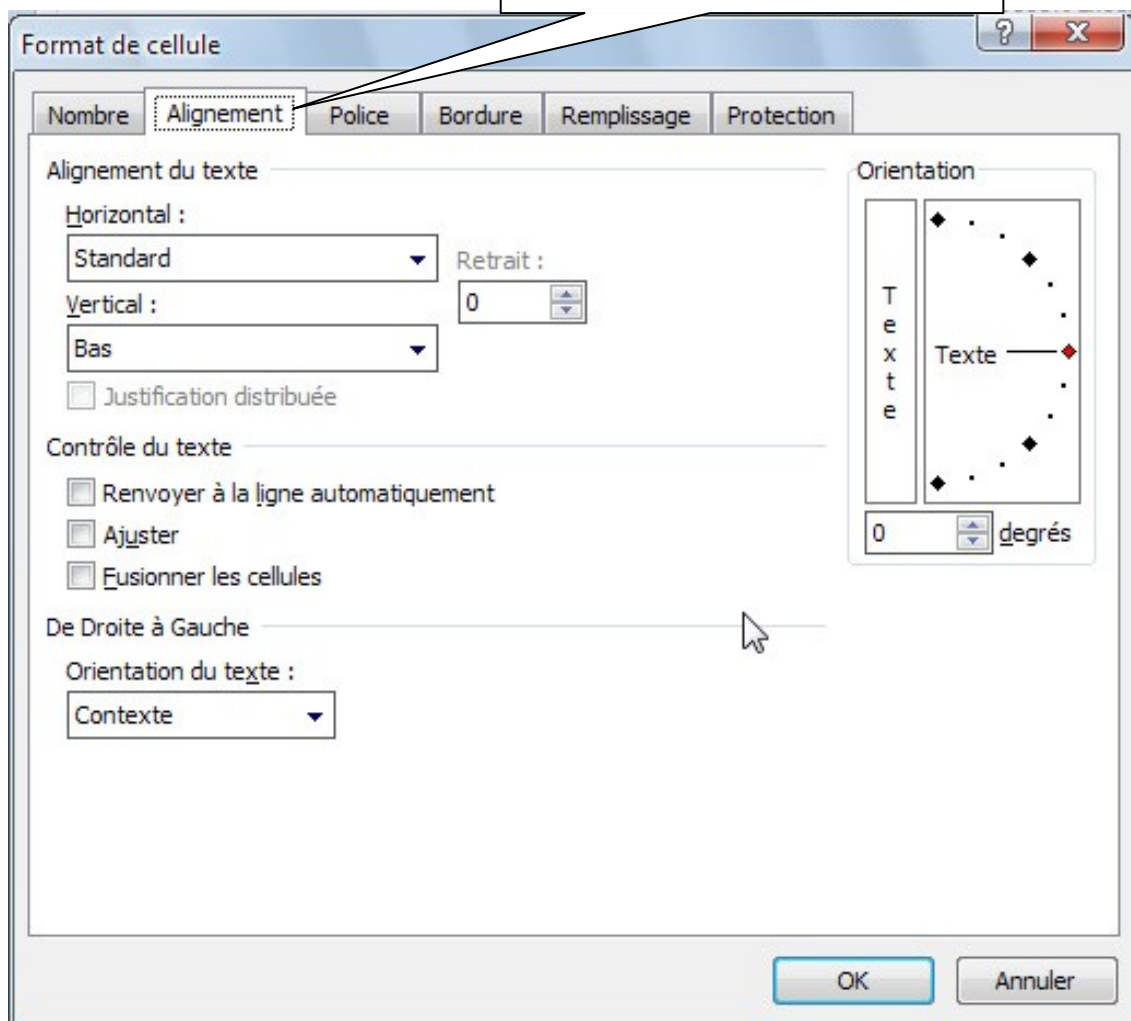 Format de cellule
Nombre Alignement Police Bordure Remplissage Protection
Alignement du texte
Horizontal :
Standard
Retrait :
0
Vertical :
Bas
Justification distribuée
Contrôle du texte
Renvoyer à la ligne automatiquement
Ajuster
Fusionner les cellules
De Droite à Gauche
Orientation du texte :
Contexte
Orientation
Texte
Texte
0 degrés
OK Annuler